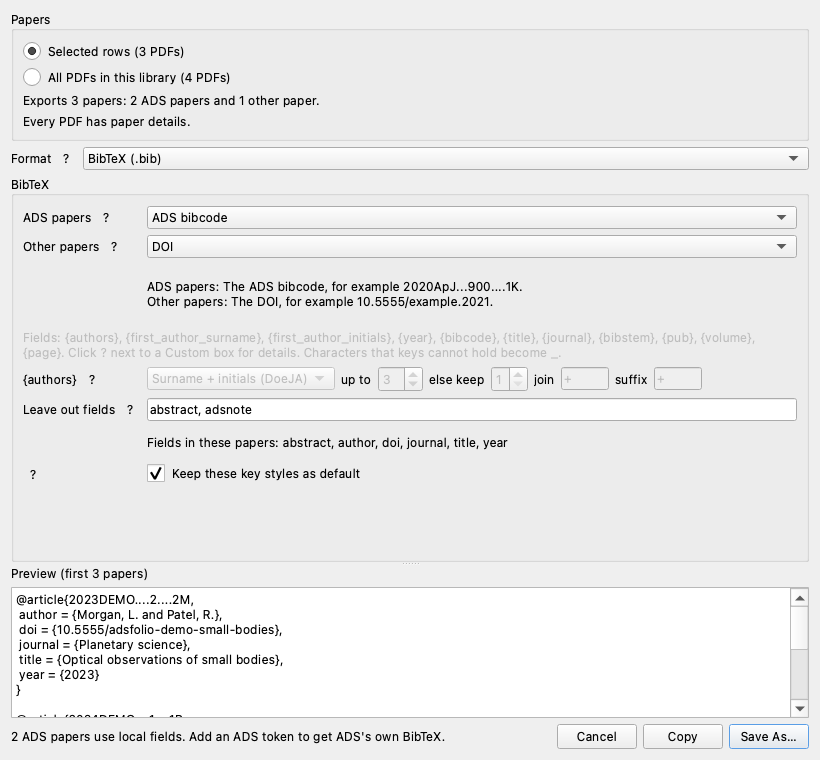 Papers
Selected rows (3 PDFs)
All PDFs in this library (4 PDFs)
Exports 3 papers: 2 ADS papers and 1 other paper.
Every PDF has paper details.
Format ? BibTeX (.bib)
BibTeX
ADS papers ? ADS bibcode
Other papers ? DOI
ADS papers: The ADS bibcode, for example 2020ApJ...900....1K.
Other papers: The DOI, for example 10.5555/example.2021.
Fields: {authors}, {first_author_surname}, {first_author_initials}, {year}, {bibcode}, {title}, {journal}, {bibstem}, {pub}, {volume},
{page}. Click ? next to a Custom box for details. Characters that keys cannot hold become _.
{authors} ? Surname + initials (DoeJA) up to 3 else keep 1 join + suffix +
Leave out fields ? abstract, adsnote
Fields in these papers: abstract, author, doi, journal, title, year
? Keep these key styles as default
Preview (first 3 papers)
@article{2023DEMO....2....2M,
author = {Morgan, L. and Patel, R.},
doi = {10.5555/adsfolio-demo-small-bodies},
journal = {Planetary science},
title = {Optical observations of small bodies},
year = {2023}
}
2 ADS papers use local fields. Add an ADS token to get ADS's own BibTeX.
Cancel
Copy
Save As...